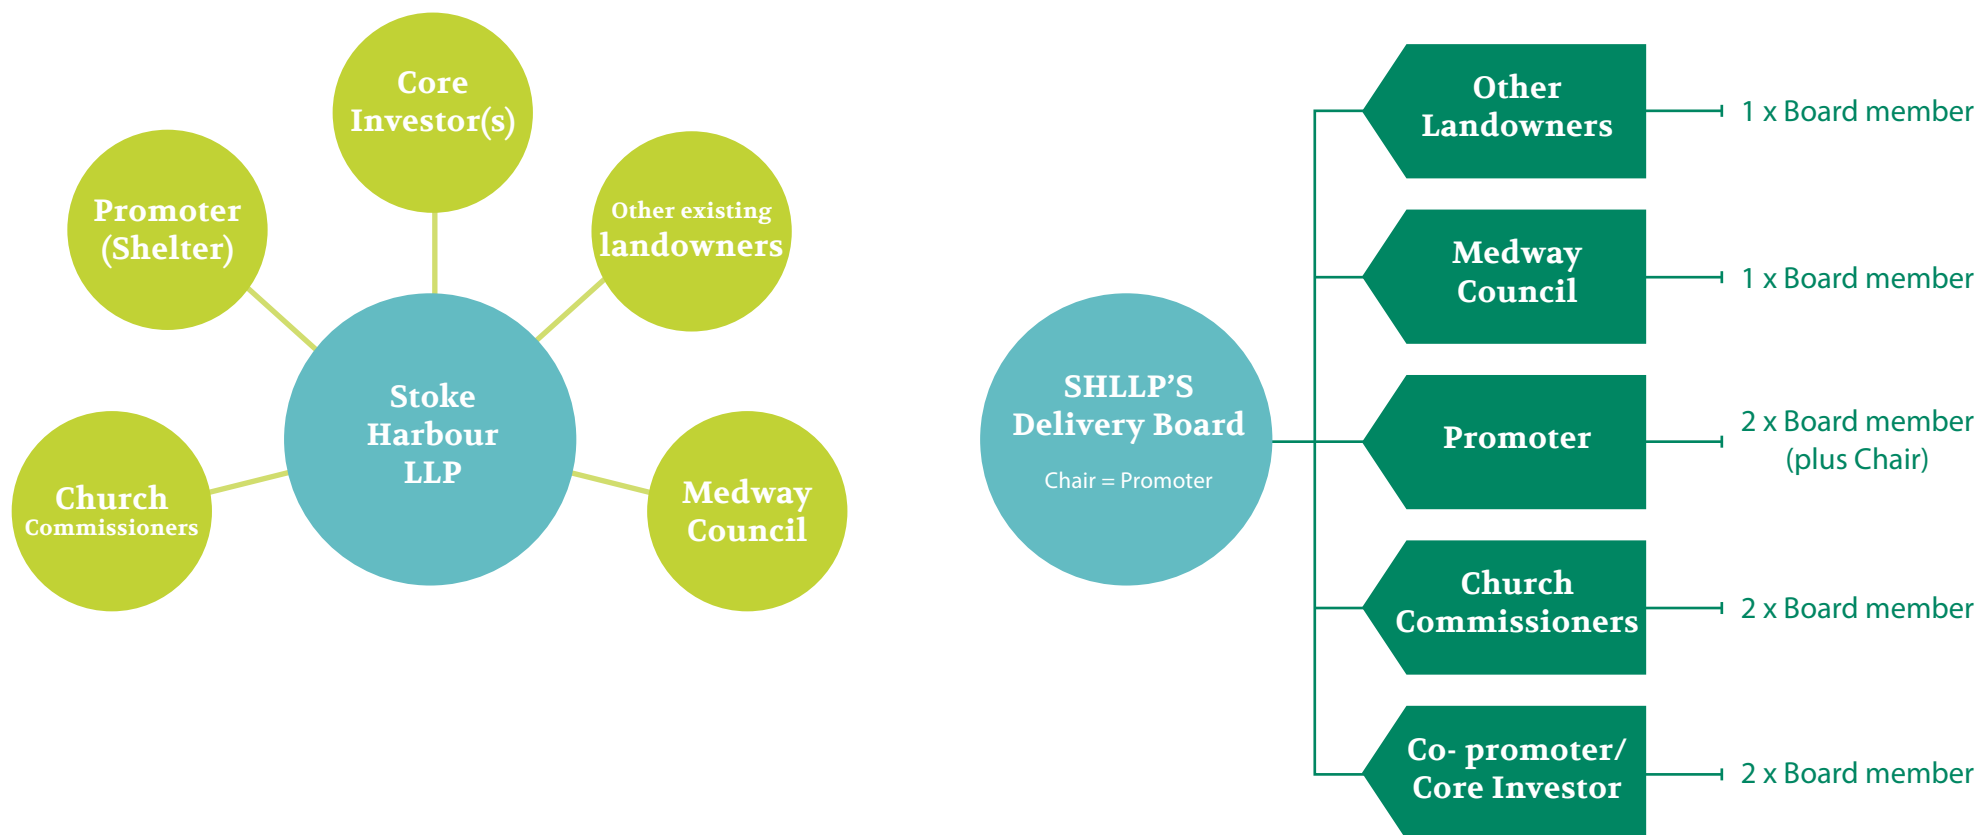 Core
Investor(s)
Promoter
(Shelter)
Other existing
landowners
Stoke
Harbour
LLP
Church
Commissioners
Medway
Council
SHLLP’S
Delivery Board
Chair = Promoter
Other
Landowners
1 x Board member
Medway
Council
1 x Board member
Promoter
2 x Board member
(plus Chair)
Church
Commissioners
2 x Board member
Co- promoter/
Core Investor
2 x Board member